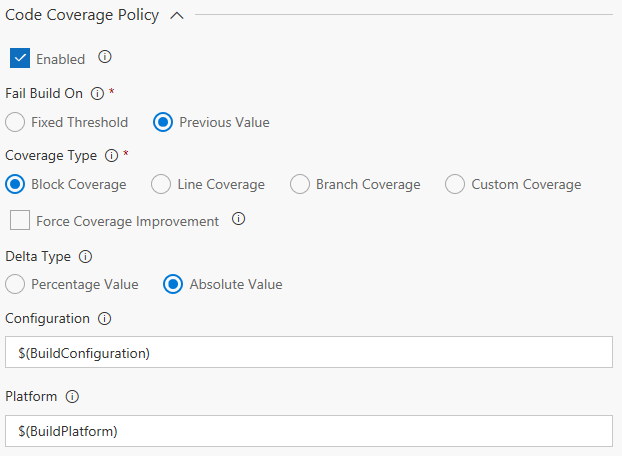 Code Coverage Policy
Enabled
Fail Build On *
Fixed Threshold Previous Value
Coverage Type *
Block Coverage Line Coverage Branch Coverage Custom Coverage
Force Coverage Improvement
Delta Type
Percentage Value Absolute Value
Configuration
$(BuildConfiguration)
Platform
$(BuildPlatform)